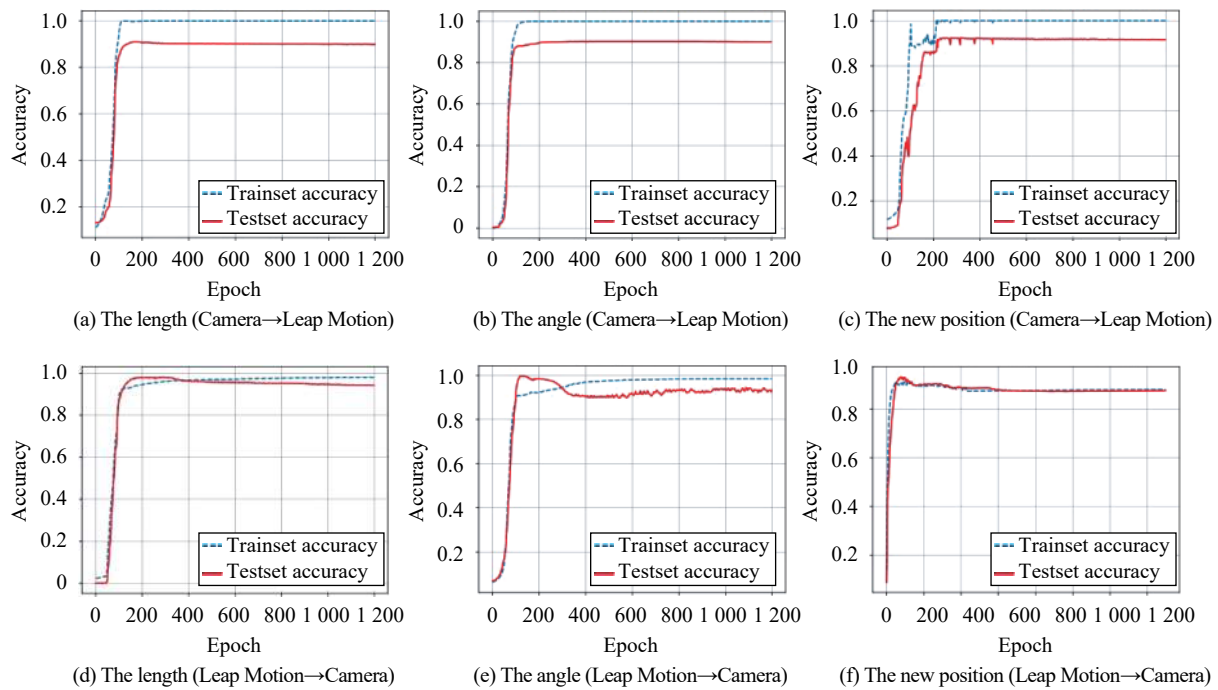 1.0
0.8
0.6
0.4
0.2
Accuracy
Trainset accuracy
Testset accuracy
0 200 400 600 800 1 000 1 200
Epoch
(a) The length (Camera→Leap Motion)
1.0
0.8
0.6
0.4
0.2
0
Accuracy
Trainset accuracy
Testset accuracy
0 200 400 600 800 1 000 1 200
Epoch
(b) The angle (Camera→Leap Motion)
1.0
0.8
0.6
0.4
0.2
Accuracy
Trainset accuracy
Testset accuracy
0 200 400 600 800 1 000 1 200
Epoch
(c) The new position (Camera→Leap Motion)
1.0
0.8
0.6
0.4
0.2
0
Accuracy
Trainset accuracy
Testset accuracy
0 200 400 600 800 1 000 1 200
Epoch
(d) The length (Leap Motion→Camera)
1.0
0.8
0.6
0.4
0.2
Accuracy
Trainset accuracy
Testset accuracy
0 200 400 600 800 1 000 1 200
Epoch
(e) The angle (Leap Motion→Camera)
1.0
0.8
0.6
0.4
0.2
Accuracy
Trainset accuracy
Testset accuracy
0 200 400 600 800 1 000 1 200
Epoch
(f) The new position (Leap Motion→Camera)